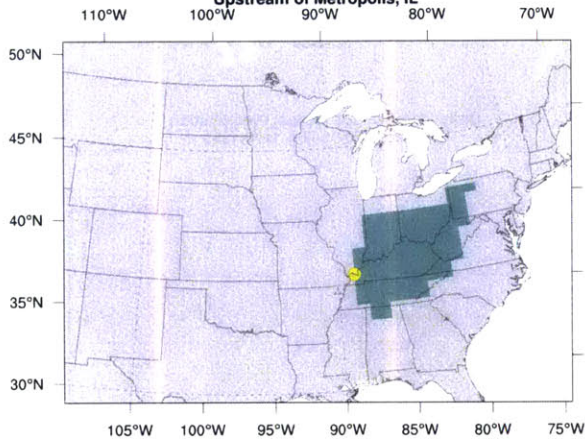 Upstream of Metropolis, IL
110°W 100°W 90°W 80°W 70°W
50°N
45°N
40°N
35°N
30°N
105°W 100°W 95°W 90°W 85°W 80°W 75°W